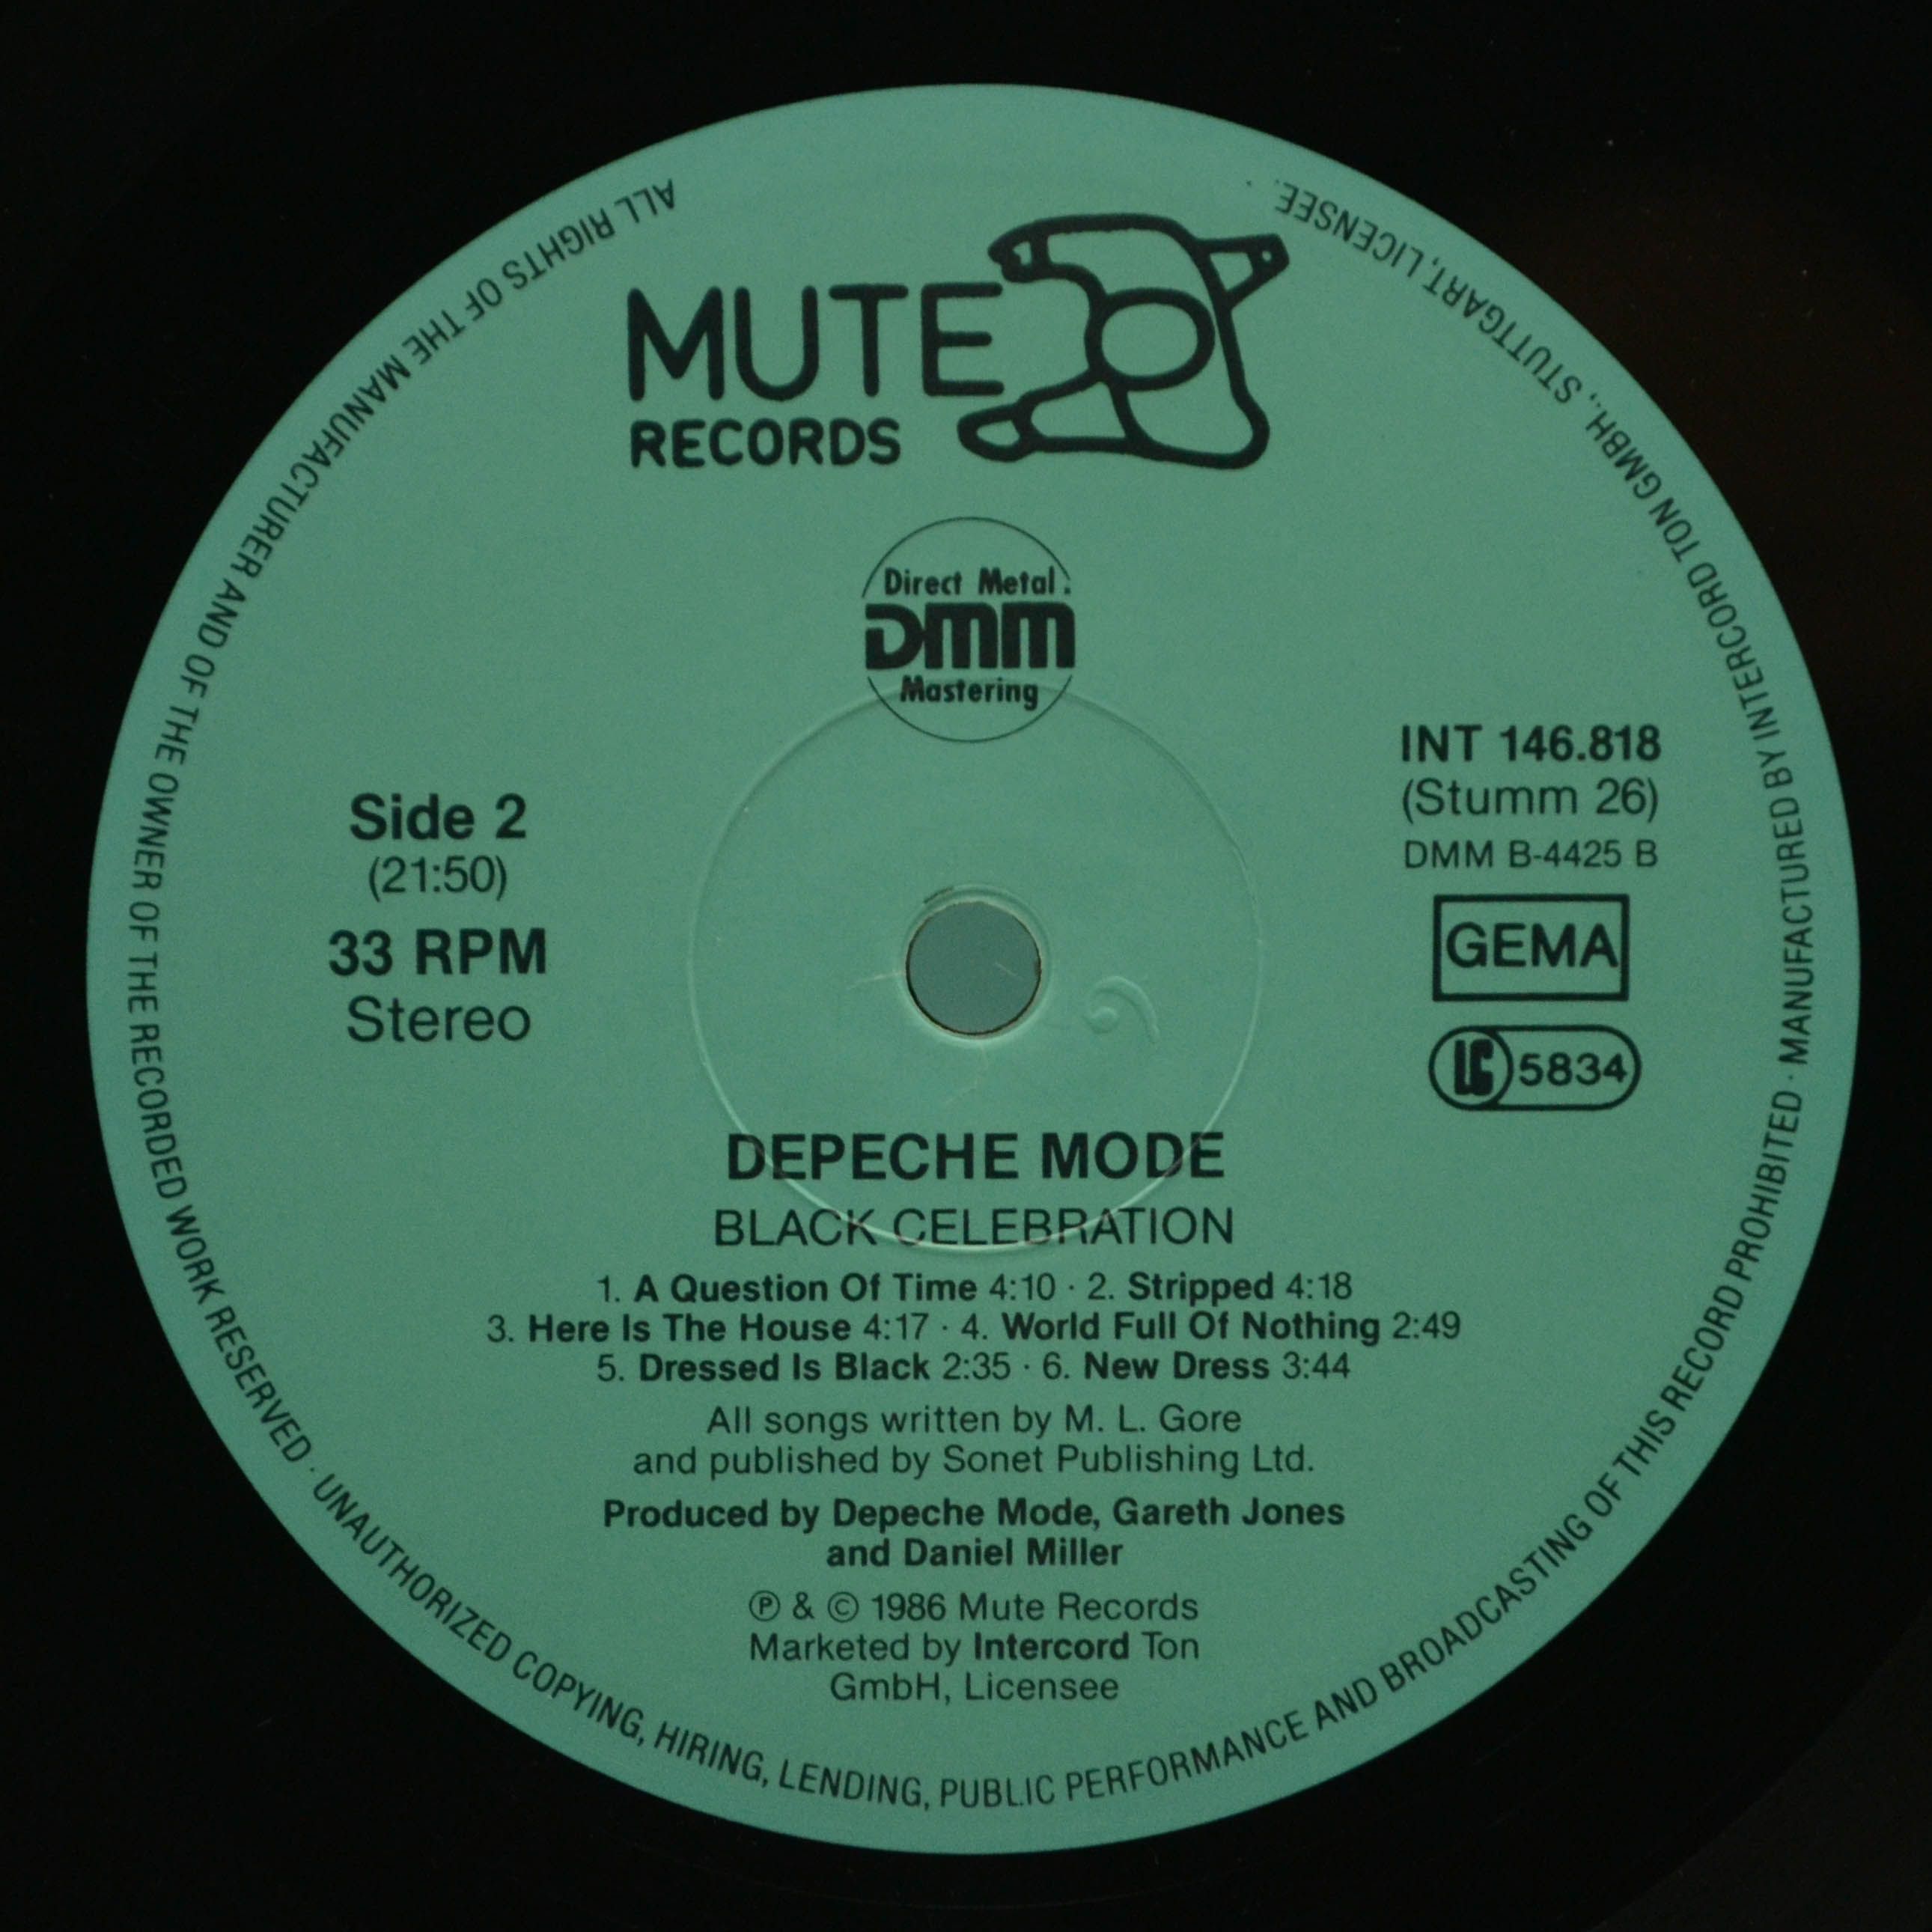 MUTE
RECORDS
Direct Metal
DMM
Mastering
Side 2
(21:50)
33 RPM
Stereo
INT 146.818
(Stumm 26)
DMM B-4425 B
GEMA
LC 5834
DEPECHE MODE
BLACK CELEBRATION
1. A Question Of Time 4:10 · 2. Stripped 4:18
3. Here Is The House 4:17 · 4. World Full Of Nothing 2:49
5. Dressed Is Black 2:35 · 6. New Dress 3:44
All songs written by M. L. Gore
and published by Sonet Publishing Ltd.
Produced by Depeche Mode, Gareth Jones
and Daniel Miller
℗ & © 1986 Mute Records
Marketed by Intercord Ton
GmbH, Licensee
ALL RIGHTS OF THE MANUFACTURER AND OF THE OWNER OF THE RECORDED WORK RESERVED · UNAUTHORIZED COPYING, HIRING, LENDING, PUBLIC PERFORMANCE AND BROADCASTING OF THIS RECORD PROHIBITED · MANUFACTURED BY INTERCORD TON GMBH., STUTTGART, LICENSEE.